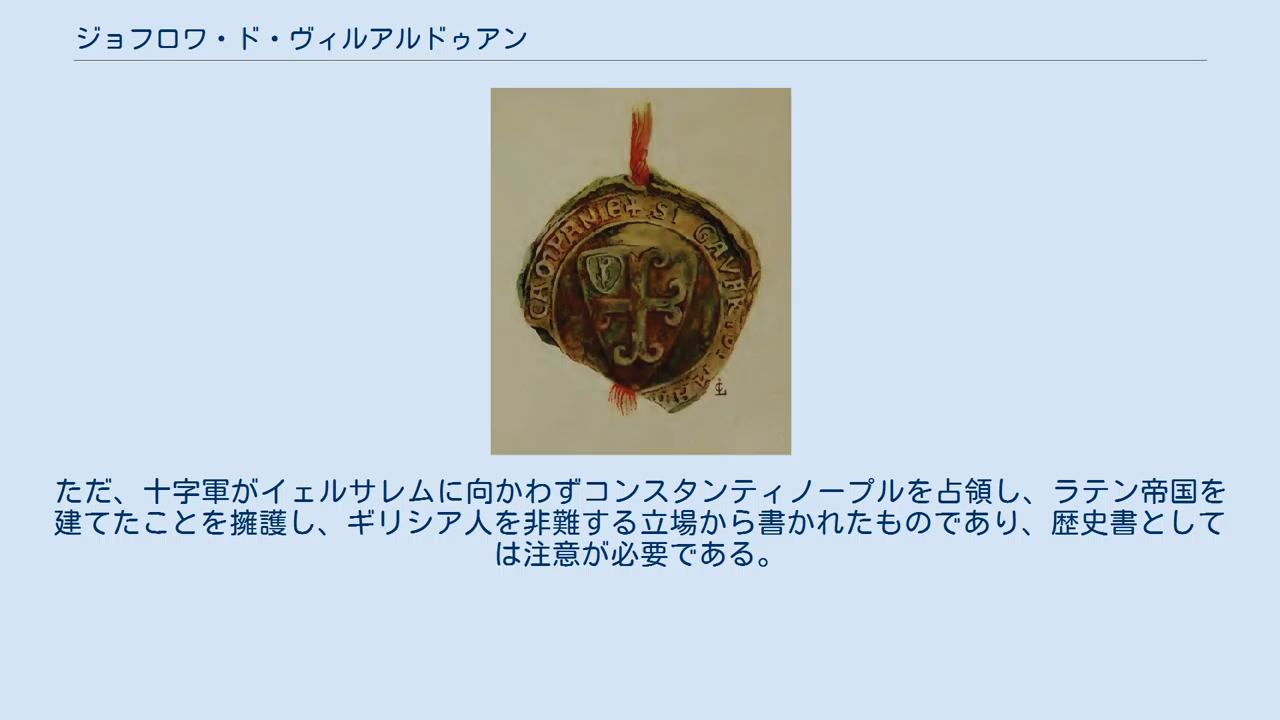 ジョフロワ・ド・ヴィルアルドゥアン
CAOMPANIE+ SI GAVF
ただ、十字軍がイェルサレムに向かわずコンスタンティノープルを占領し、ラテン帝国を
建てたことを擁護し、ギリシア人を非難する立場から書かれたものであり、歴史書として
は注意が必要である。